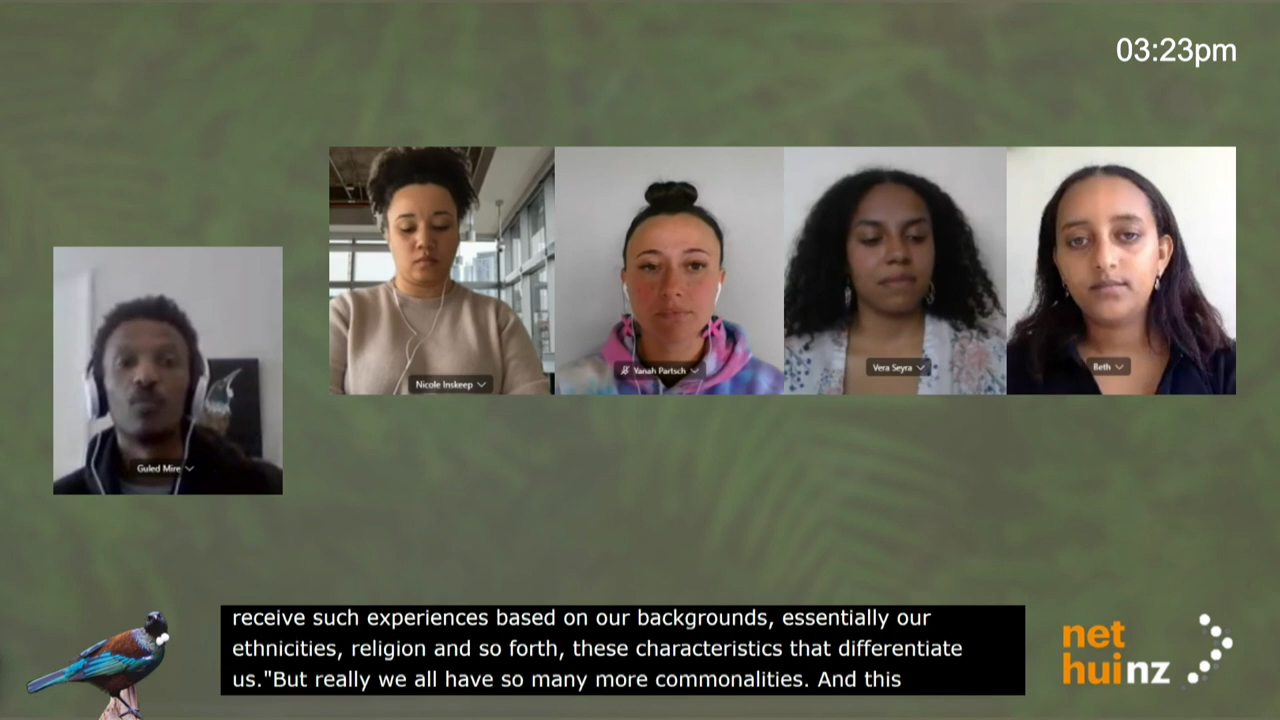 03:23pm
Guled Mire
Nicole Inskeep
Yanah Partsch
Vera Seyra
Reth
receive such experiences based on our backgrounds, essentially our
ethnicities, religion and so forth, these characteristics that differentiate
us."But really we all have so many more commonalities. And this
net
huinz